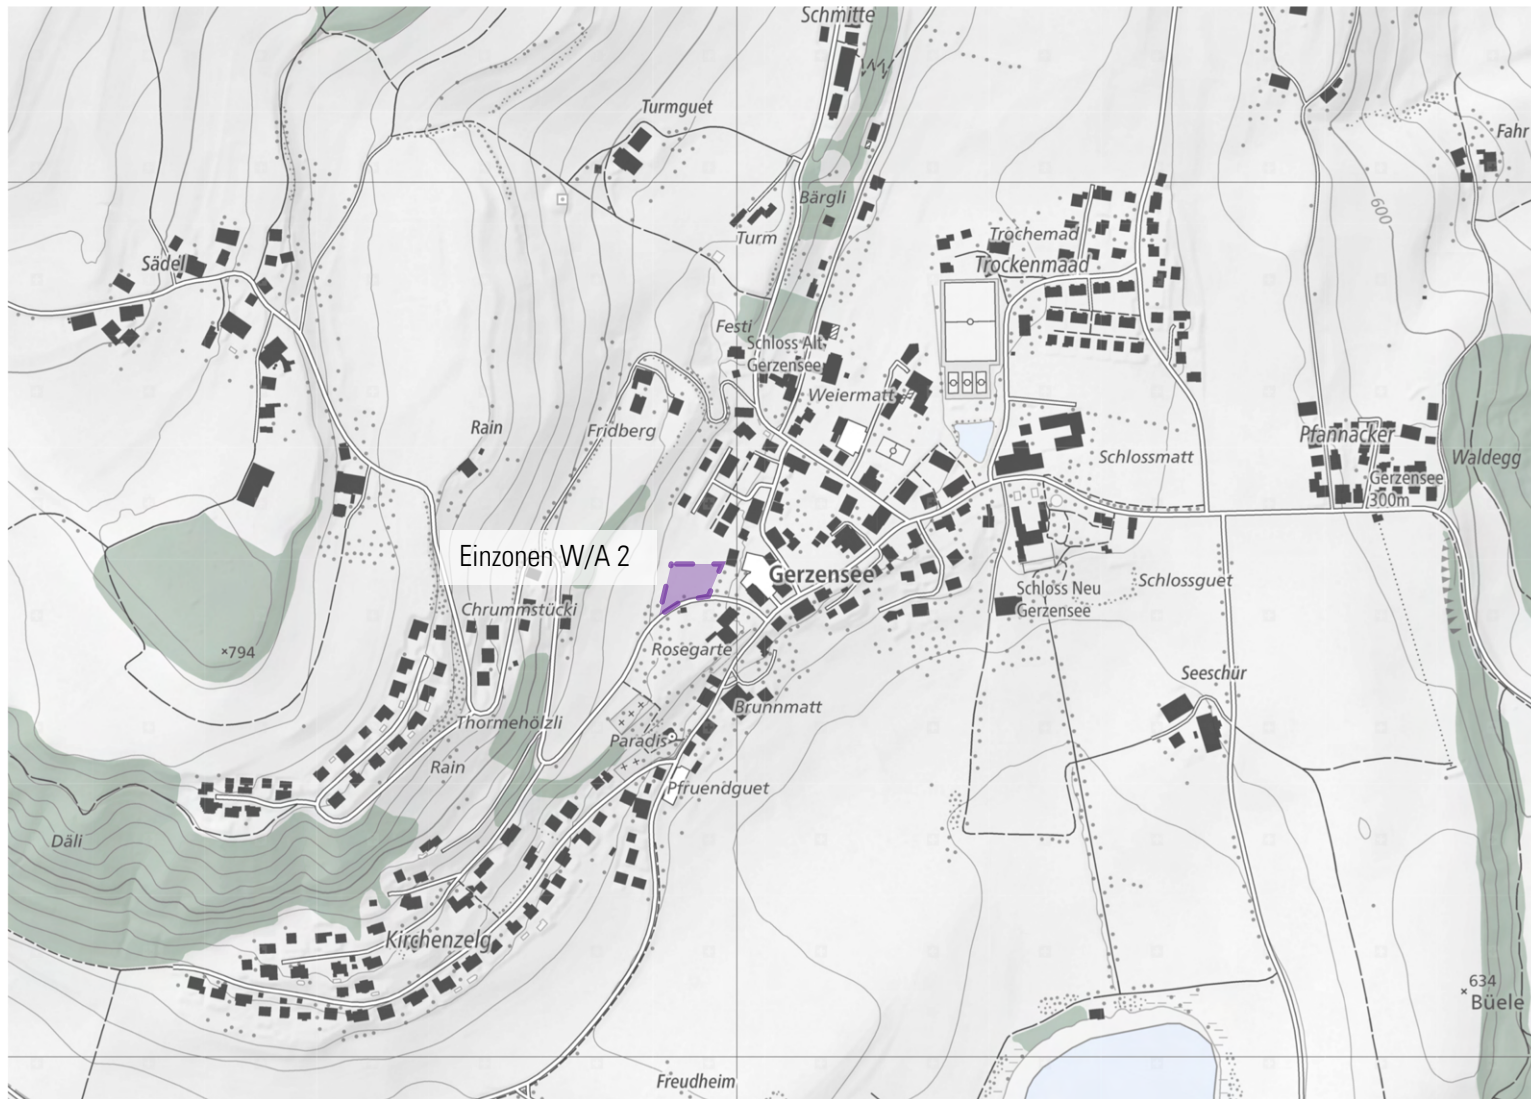 Schmitte
Turmguet
Fahr
Bärgli
600
Turm
Trochemad
Trockenmaad
Sädel
Festi
Schloss Alt
Gerzensee
Weiermatt
Rain
Fridberg
Pfannacker
Schlossmatt
Waldegg
Gerzensee
300m
Einzonen W/A 2
Gerzensee
Schlossguet
Schloss Neu
Gerzensee
Chrummstücki
Rosegarte
794
Seeschür
Brunnmatt
Thormehölzli
Paradis
Rain
Pfruendguet
Däli
Kirchenzelg
634
Büele
Freudheim